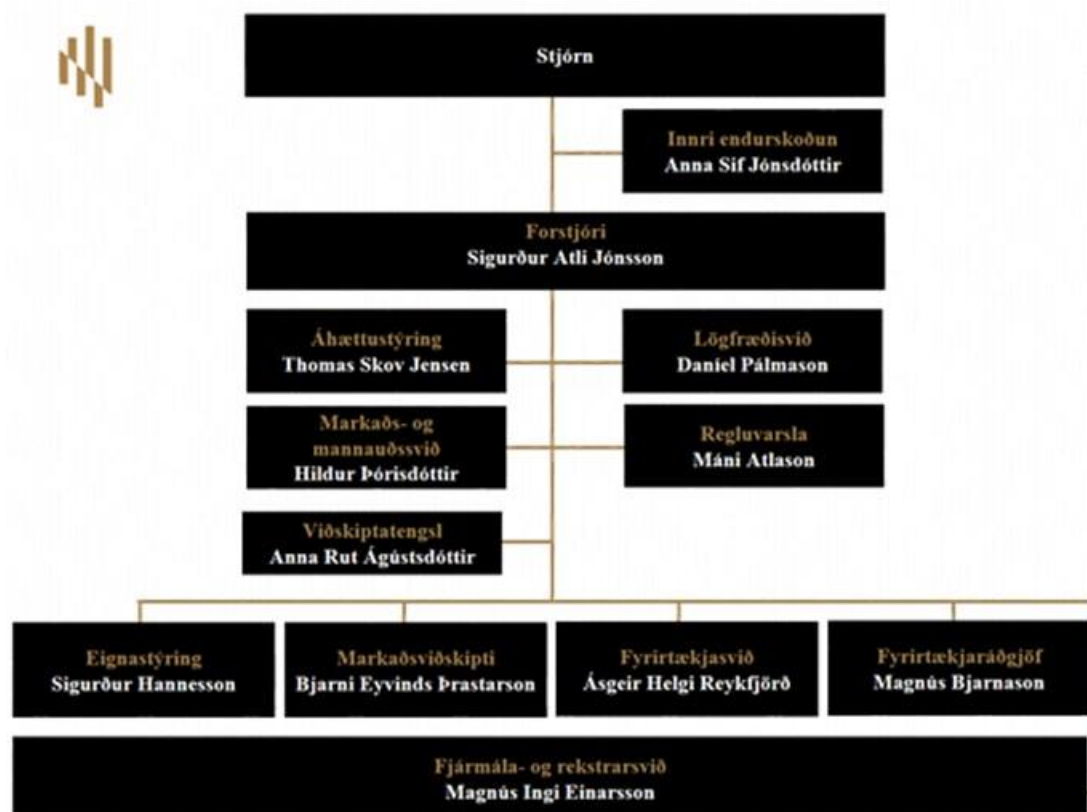 Stjórn
Innri endurskoðun
Anna Sif Jónsdóttir
Forstjóri
Sigurður Atli Jónsson
Áhættustýring
Thomas Skov Jensen
Lögfræðisvið
Daníel Pálmason
Markaðs- og
mannauðssvið
Hildur Þórisdóttir
Regluvarsla
Máni Atlason
Viðskiptatengsl
Anna Rut Ágústsdóttir
Eignastýring
Sigurður Hannesson
Markaðsviðskipti
Bjarni Eyvinds Þrastarson
Fyrirtækjasvið
Ásgeir Helgi Reykfjörð
Fyrirtækjaráðgjöf
Magnús Bjarnason
Fjármála- og rekstrarsvið
Magnús Ingi Einarsson